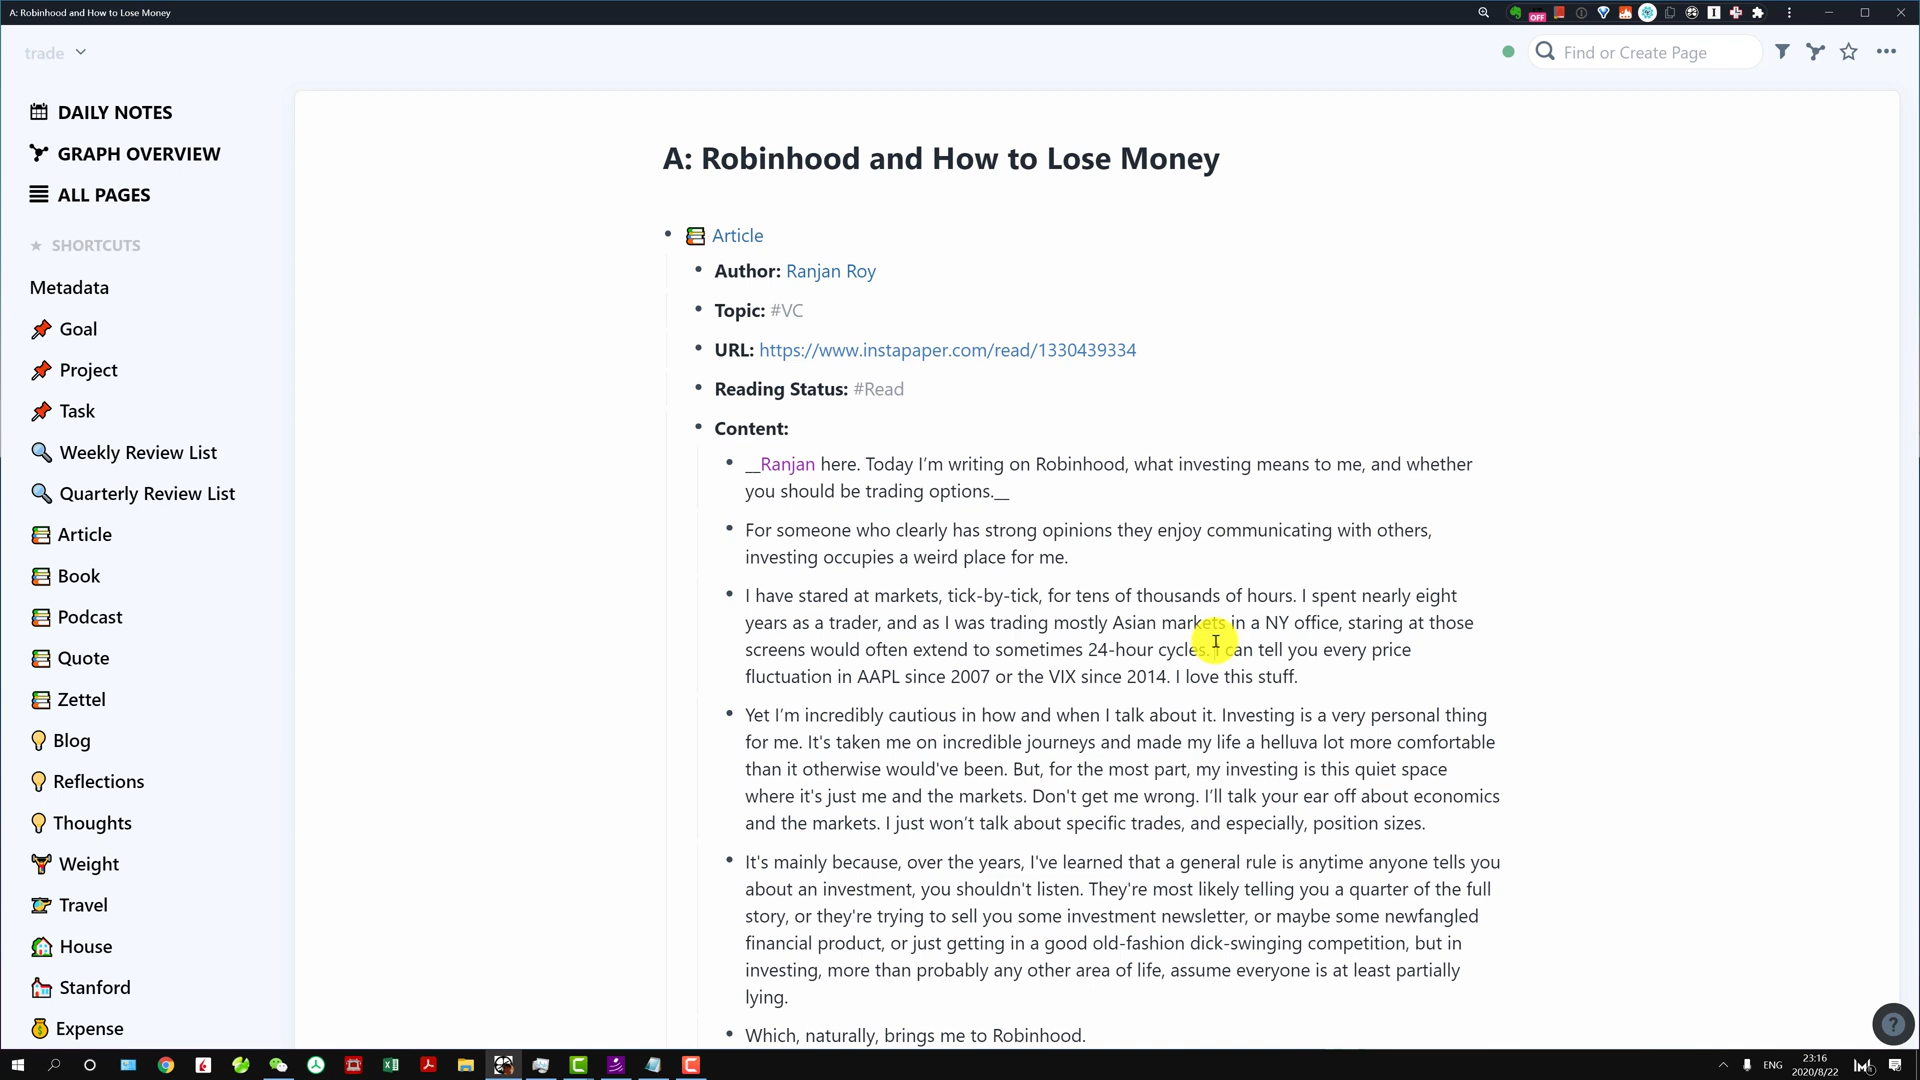 A: Robinhood and How to Lose Money
OFF
trade
Find or Create Page
DAILY NOTES
GRAPH OVERVIEW
ALL PAGES
SHORTCUTS
Metadata
Goal
Project
Task
Weekly Review List
Quarterly Review List
Article
Book
Podcast
Quote
Zettel
Blog
Reflections
Thoughts
Weight
Travel
House
Stanford
Expense
A: Robinhood and How to Lose Money
Article
Author: Ranjan Roy
Topic: #VC
URL: https://www.instapaper.com/read/1330439334
Reading Status: #Read
Content:
__Ranjan here. Today I’m writing on Robinhood, what investing means to me, and whether
you should be trading options.__
For someone who clearly has strong opinions they enjoy communicating with others,
investing occupies a weird place for me.
I have stared at markets, tick-by-tick, for tens of thousands of hours. I spent nearly eight
years as a trader, and as I was trading mostly Asian markets in a NY office, staring at those
screens would often extend to sometimes 24-hour cycles. I can tell you every price
fluctuation in AAPL since 2007 or the VIX since 2014. I love this stuff.
Yet I’m incredibly cautious in how and when I talk about it. Investing is a very personal thing
for me. It's taken me on incredible journeys and made my life a helluva lot more comfortable
than it otherwise would've been. But, for the most part, my investing is this quiet space
where it's just me and the markets. Don't get me wrong. I’ll talk your ear off about economics
and the markets. I just won’t talk about specific trades, and especially, position sizes.
It's mainly because, over the years, I've learned that a general rule is anytime anyone tells you
about an investment, you shouldn't listen. They're most likely telling you a quarter of the full
story, or they're trying to sell you some investment newsletter, or maybe some newfangled
financial product, or just getting in a good old-fashion dick-swinging competition, but in
investing, more than probably any other area of life, assume everyone is at least partially
lying.
Which, naturally, brings me to Robinhood.
ENG
23:16
2020/8/22